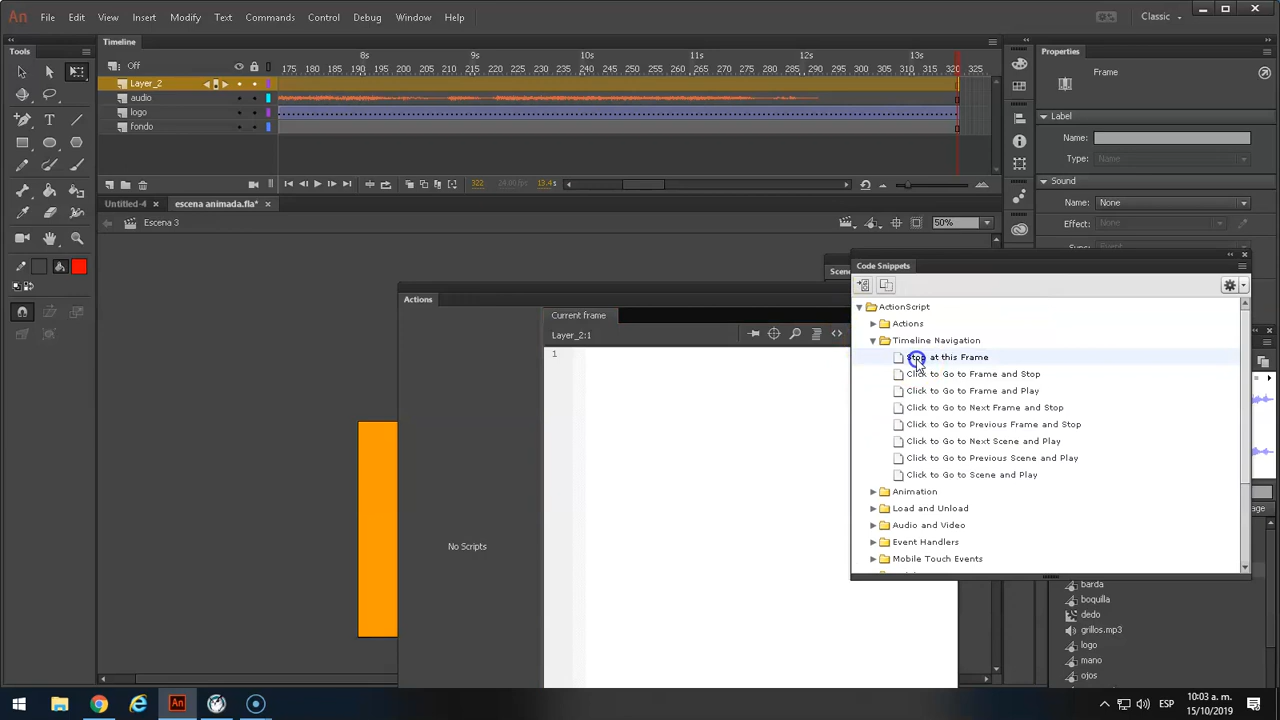 An File Edit View Insert Modify Text Commands Control Debug Window Help Classic
Tools Timeline Properties
8s 9s 10s 11s 12s 13s
Off 175 180 185 190 195 200 205 210 215 220 225 230 235 240 245 250 255 260 265 270 275 280 285 290 295 300 305 310 315 320 325
Frame
Layer_2
audio
logo
fondo
Label
Name:
Type: Name
Sound
322 24.00 fps 13.4s
Name: None
Effect: None
Sync: Event
Untitled-4 × escena animada.fla* ×
Escena 3 50%
Scene
Code Snippets
Actions
Current frame
Layer_2:1
1
No Scripts
ActionScript
Actions
Timeline Navigation
Stop at this Frame
Click to Go to Frame and Stop
Click to Go to Frame and Play
Click to Go to Next Frame and Stop
Click to Go to Previous Frame and Stop
Click to Go to Next Scene and Play
Click to Go to Previous Scene and Play
Click to Go to Scene and Play
Animation
Load and Unload
Audio and Video
Event Handlers
Mobile Touch Events
barda
boquilla
dedo
grillos.mp3
logo
mano
ojos
ESP 10:03 a. m.
15/10/2019